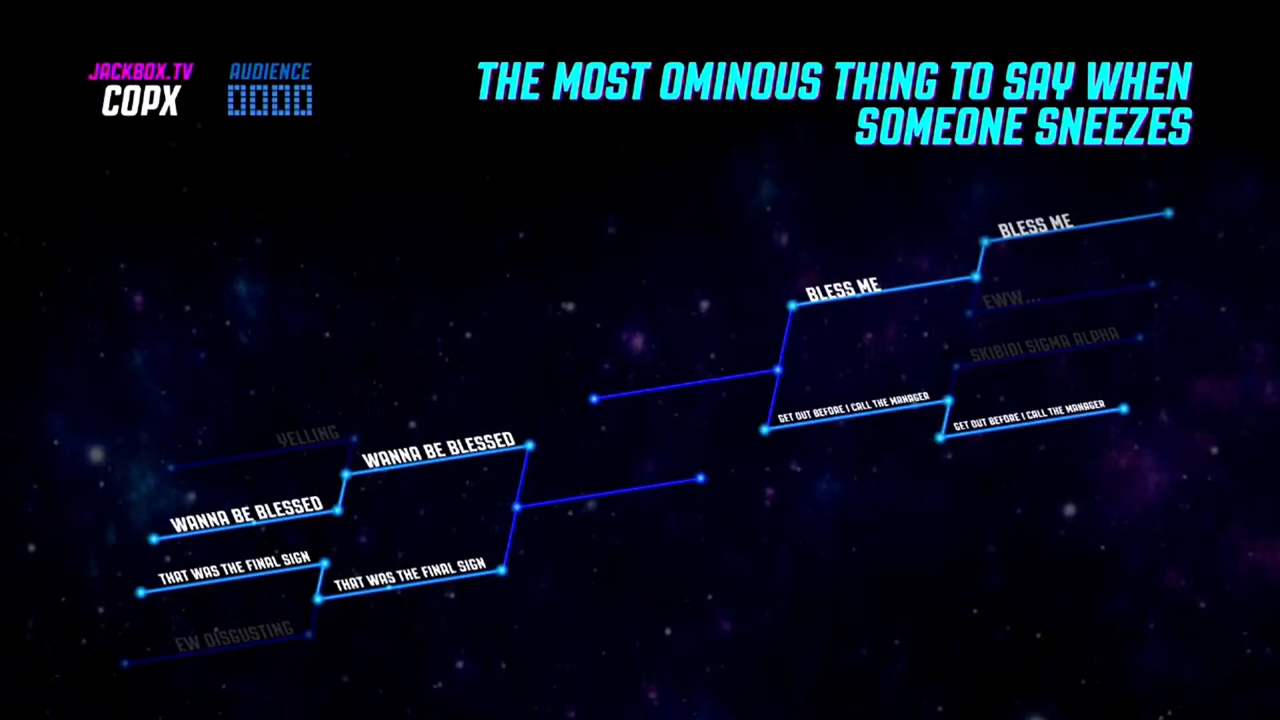 JACKBOX.TV
COPX
AUDIENCE
0000
THE MOST OMINOUS THING TO SAY WHEN
SOMEONE SNEEZES
YELLING
WANNA BE BLESSED
WANNA BE BLESSED
THAT WAS THE FINAL SIGN
THAT WAS THE FINAL SIGN
EW DISGUSTING
BLESS ME
BLESS ME
EWW...
SKIBIDI SIGMA ALPHA
GET OUT BEFORE I CALL THE MANAGER
GET OUT BEFORE I CALL THE MANAGER